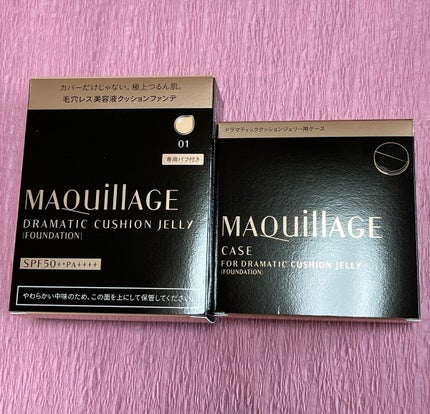 カバーだけじゃない。極上つるん肌。
毛穴レス美容液クッションファンデ
01
専用パフ付き
MAQuillAGE
DRAMATIC CUSHION JELLY
(FOUNDATION)
SPF50+・PA++++
やわらかい中味のため、この面を上にして保管してください
ドラマティッククッションジェリー用ケース
MAQuillAGE
CASE
FOR DRAMATIC CUSHION JELLY
(FOUNDATION)